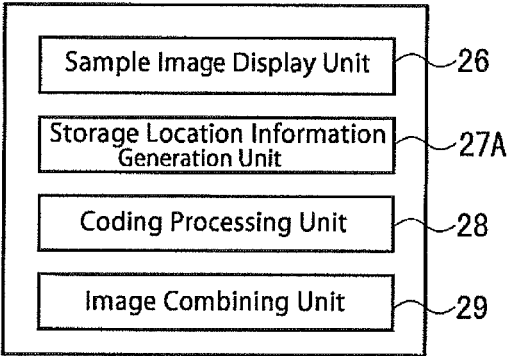 Sample Image Display Unit 26
Storage Location Information
Generation Unit 27A
Coding Processing Unit 28
Image Combining Unit 29